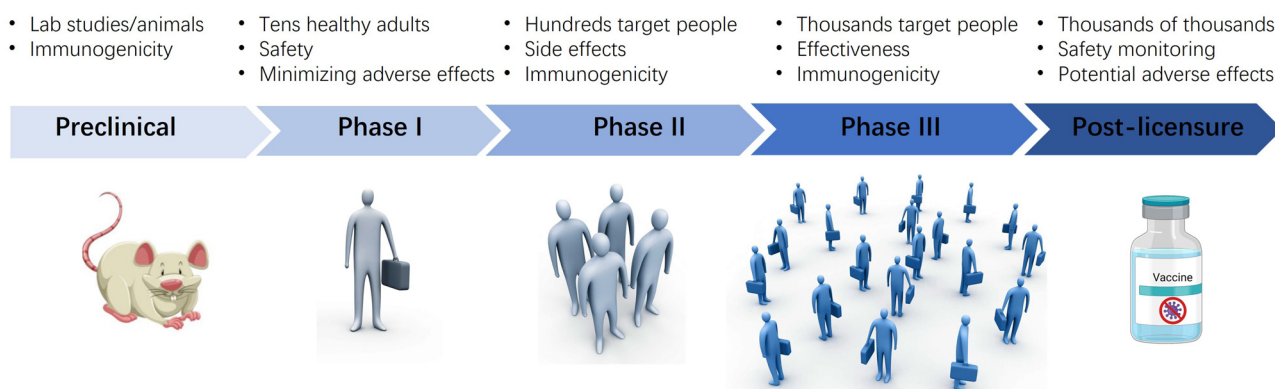 • Lab studies/animals
• Immunogenicity
• Tens healthy adults
• Safety
• Minimizing adverse effects
• Hundreds target people
• Side effects
• Immunogenicity
• Thousands target people
• Effectiveness
• Immunogenicity
• Thousands of thousands
• Safety monitoring
• Potential adverse effects
Preclinical
Phase I
Phase II
Phase III
Post-licensure
Vaccine